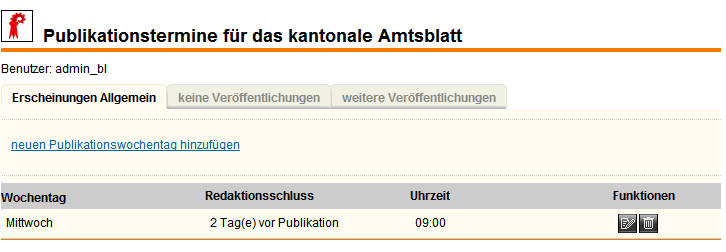 Publikationstermine für das kantonale Amtsblatt
Benutzer: admin_bl
Erscheinungen Allgemein keine Veröffentlichungen weitere Veröffentlichungen
neuen Publikationswochentag hinzufügen
Wochentag Redaktionsschluss Uhrzeit Funktionen
Mittwoch 2 Tag(e) vor Publikation 09:00